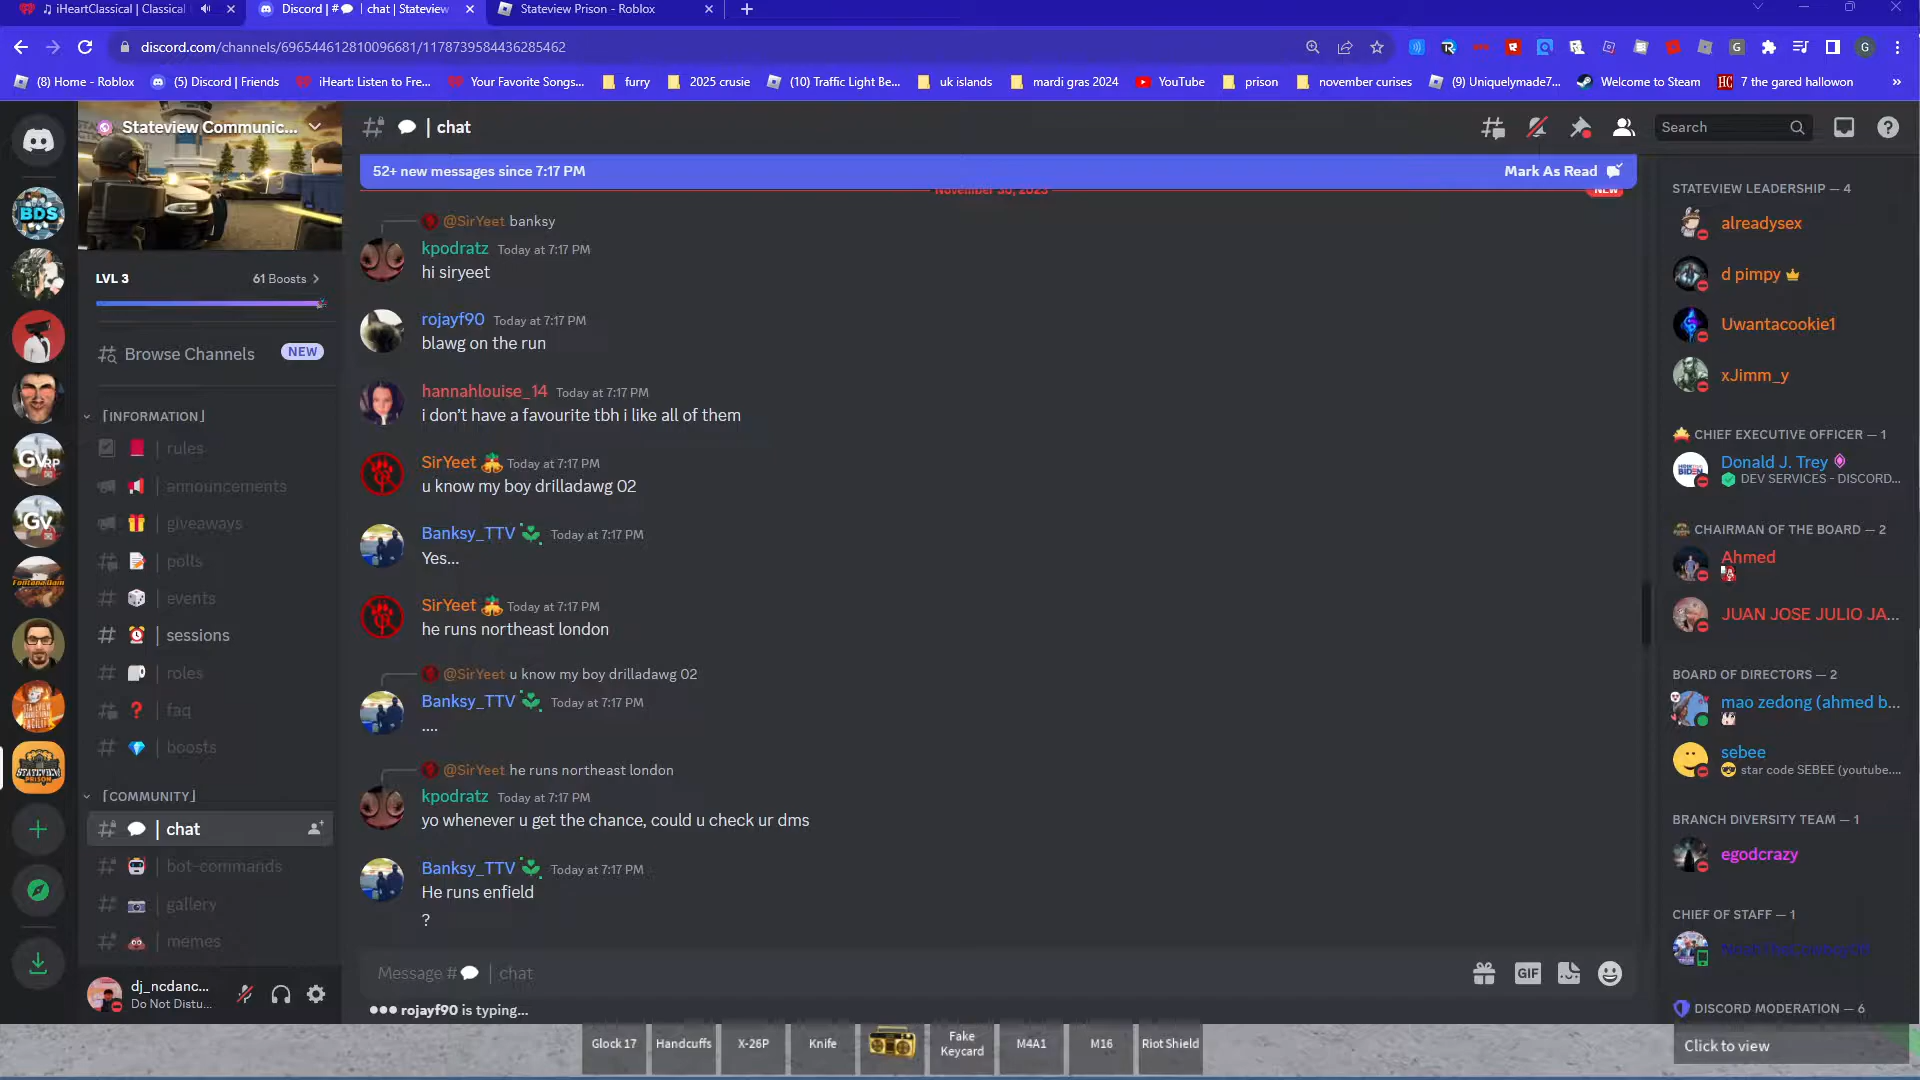 iHeartClassical | Classical
Discord | # | chat | Stateview
Stateview Prison - Roblox
discord.com/channels/696544612810096681/1178739584436285462
(8) Home - Roblox
(5) Discord | Friends
iHeart: Listen to Fre...
Your Favorite Songs...
furry
2025 crusie
(10) Traffic Light Be...
uk islands
mardi gras 2024
YouTube
prison
november curises
(9) Uniquelymade7...
Welcome to Steam
7 the gared hallowon
Stateview Communic...
| chat
Search
52+ new messages since 7:17 PM
Mark As Read
November 30, 2023
NEW
LVL 3
61 Boosts
Browse Channels
NEW
[INFORMATION]
| rules
| announcements
| giveaways
| polls
| events
| sessions
| roles
| faq
| boosts
[COMMUNITY]
| chat
| bot-commands
| gallery
| memes
dj_ncdanc...
Do Not Distu...
@SirYeet banksy
kpodratz Today at 7:17 PM
hi siryeet
rojayf90 Today at 7:17 PM
blawg on the run
hannahlouise_14 Today at 7:17 PM
i don't have a favourite tbh i like all of them
SirYeet Today at 7:17 PM
u know my boy drilladawg 02
Banksy_TTV Today at 7:17 PM
Yes...
SirYeet Today at 7:17 PM
he runs northeast london
@SirYeet u know my boy drilladawg 02
Banksy_TTV Today at 7:17 PM
....
@SirYeet he runs northeast london
kpodratz Today at 7:17 PM
yo whenever u get the chance, could u check ur dms
Banksy_TTV Today at 7:17 PM
He runs enfield
?
Message # | chat
GIF
rojayf90 is typing...
STATEVIEW LEADERSHIP — 4
alreadysex
d pimpy
Uwantacookie1
xJimm_y
CHIEF EXECUTIVE OFFICER — 1
Donald J. Trey
DEV SERVICES - DISCORD...
CHAIRMAN OF THE BOARD — 2
Ahmed
JUAN JOSE JULIO JA...
BOARD OF DIRECTORS — 2
mao zedong (ahmed b...
sebee
star code SEBEE (youtube....
BRANCH DIVERSITY TEAM — 1
egodcrazy
CHIEF OF STAFF — 1
DISCORD MODERATION — 6
Click to view
Glock 17
Handcuffs
X-26P
Knife
Fake
Keycard
M4A1
M16
Riot Shield